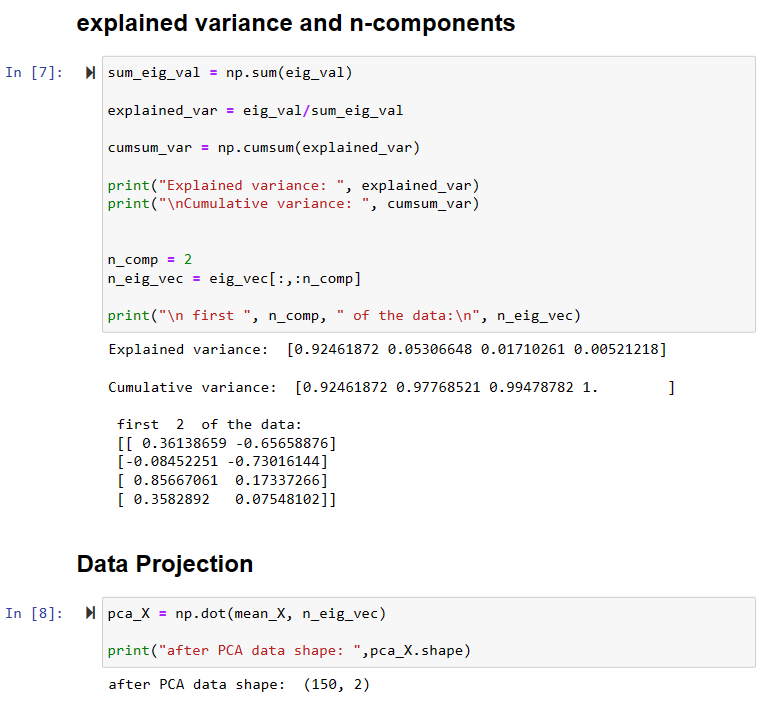 explained variance and n-components
In [7]:
sum_eig_val = np.sum(eig_val)
explained_var = eig_val/sum_eig_val
cumsum_var = np.cumsum(explained_var)
print("Explained variance: ", explained_var)
print("\nCumulative variance: ", cumsum_var)
n_comp = 2
n_eig_vec = eig_vec[:,:n_comp]
print("\n first ", n_comp, " of the data:\n", n_eig_vec)
Explained variance:  [0.92461872 0.05306648 0.01710261 0.00521218]
Cumulative variance:  [0.92461872 0.97768521 0.99478782 1.        ]
 first  2  of the data:
 [[ 0.36138659 -0.65658876]
 [-0.08452251 -0.73016144]
 [ 0.85667061  0.17337266]
 [ 0.3582892   0.07548102]]
Data Projection
In [8]:
pca_X = np.dot(mean_X, n_eig_vec)
print("after PCA data shape: ",pca_X.shape)
after PCA data shape:  (150, 2)